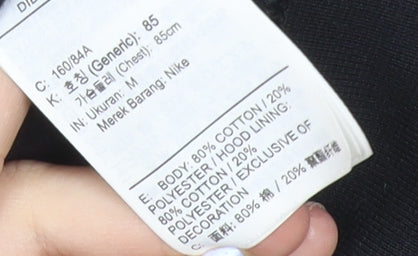 C: 160/84A
K: 호칭 (Generic): 85
가슴둘레 (Chest): 85cm
IN: Ukuran: M
Merek Barang: Nike
E: BODY: 80% COTTON / 20%
POLYESTER / HOOD LINING:
80% COTTON / 20%
POLYESTER / EXCLUSIVE OF
DECORATION
C: 面料: 80% 棉 / 20% 聚酯纤维